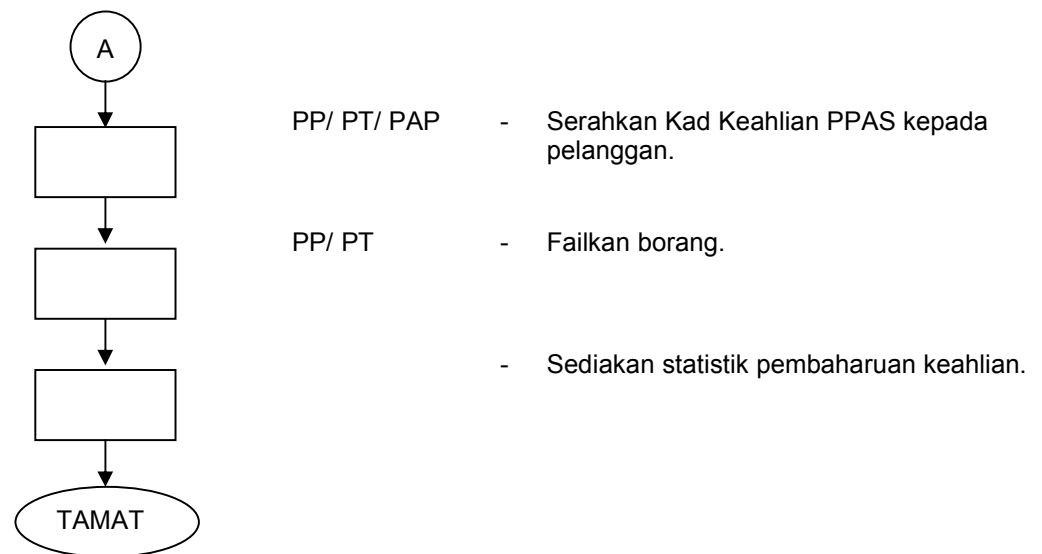 A
PP/ PT/ PAP - Serahkan Kad Keahlian PPAS kepada
pelanggan.
PP/ PT - Failkan borang.
- Sediakan statistik pembaharuan keahlian.
TAMAT